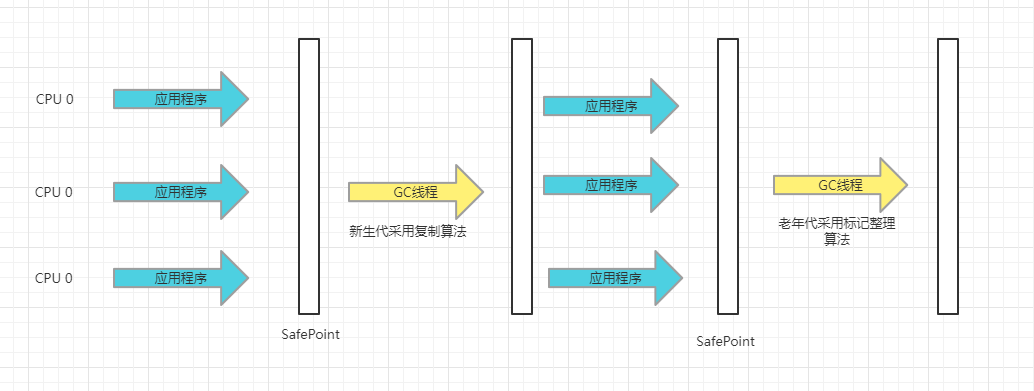 CPU 0
应用程序
应用程序
CPU 0
应用程序
GC线程
新生代采用复制算法
应用程序
GC线程
老年代采用标记整理
算法
CPU 0
应用程序
应用程序
SafePoint
SafePoint